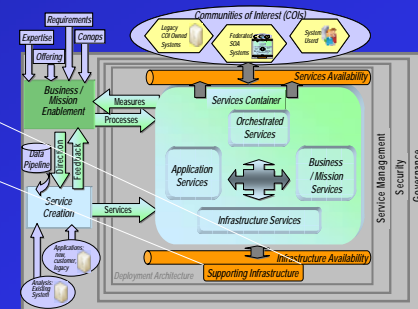 Communities of Interest (COIs)
Legacy
COI Owned
Systems
Federated
SOA
Systems
System
Users
Requirements
Expertise
Conops
Offering
Business /
Mission
Enablement
Measures
Processes
Services Availability
Services Container
Orchestrated
Services
Application
Services
Business
/ Mission
Services
Infrastructure Services
Data
Pipeline
Direction
Feedback
Service
Creation
Services
Applications;
new,
customer,
legacy
Analysis:
Existing
System
Infrastructure Availability
Deployment Architecture
Supporting Infrastructure
Service Management
Security
Governance